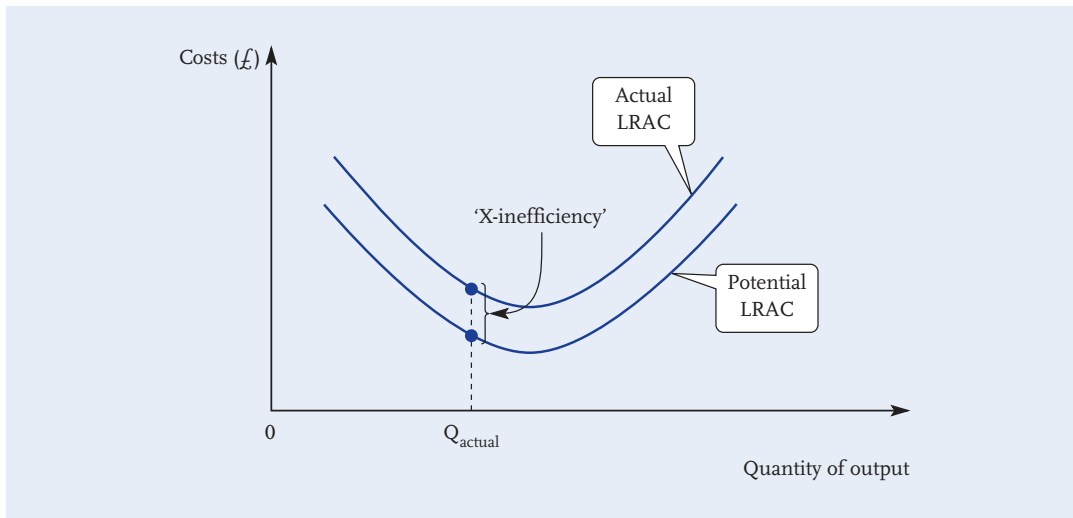 Costs (£)
Actual
LRAC
‘X-inefficiency’
Potential
LRAC
0
Qactual
Quantity of output